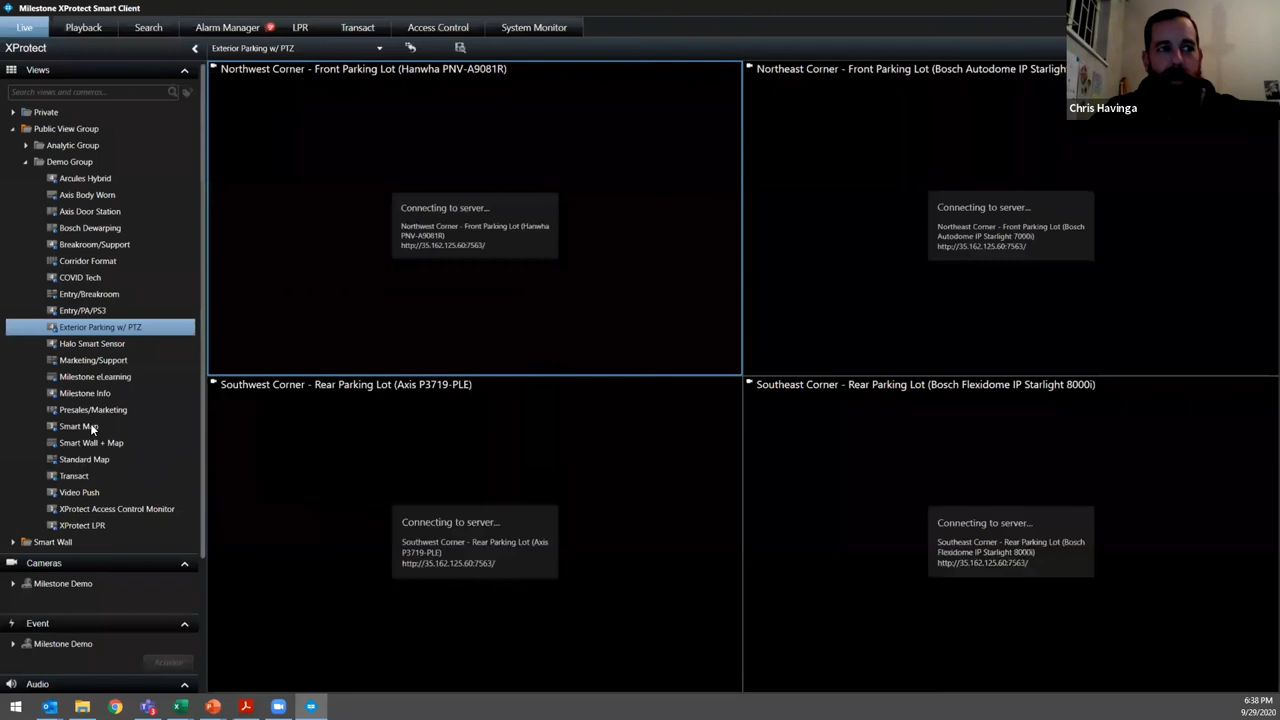 Milestone XProtect Smart Client
Live
Playback
Search
Alarm Manager
LPR
Transact
Access Control
System Monitor
XProtect
Exterior Parking w/ PTZ
Views
Search views and cameras...
Private
Public View Group
Analytic Group
Demo Group
Arcules Hybrid
Axis Body Worn
Axis Door Station
Bosch Dewarping
Breakroom/Support
Corridor Format
COVID Tech
Entry/Breakroom
Entry/PA/PS3
Exterior Parking w/ PTZ
Halo Smart Sensor
Marketing/Support
Milestone eLearning
Milestone Info
Presales/Marketing
Smart Map
Smart Wall + Map
Standard Map
Transact
Video Push
XProtect Access Control Monitor
XProtect LPR
Smart Wall
Cameras
Milestone Demo
Event
Milestone Demo
Activate
Audio
Northwest Corner - Front Parking Lot (Hanwha PNV-A9081R)
Connecting to server...
Northwest Corner - Front Parking Lot (Hanwha
PNV-A9081R)
http://35.162.125.60:7563/
Northeast Corner - Front Parking Lot (Bosch Autodome IP Starligh
Connecting to server...
Northeast Corner - Front Parking Lot (Bosch
Autodome IP Starlight 7000i)
http://35.162.125.60:7563/
Southwest Corner - Rear Parking Lot (Axis P3719-PLE)
Connecting to server...
Southwest Corner - Rear Parking Lot (Axis
P3719-PLE)
http://35.162.125.60:7563/
Southeast Corner - Rear Parking Lot (Bosch Flexidome IP Starlight 8000i)
Connecting to server...
Southeast Corner - Rear Parking Lot (Bosch
Flexidome IP Starlight 8000i)
http://35.162.125.60:7563/
Chris Havinga
6:38 PM
9/29/2020